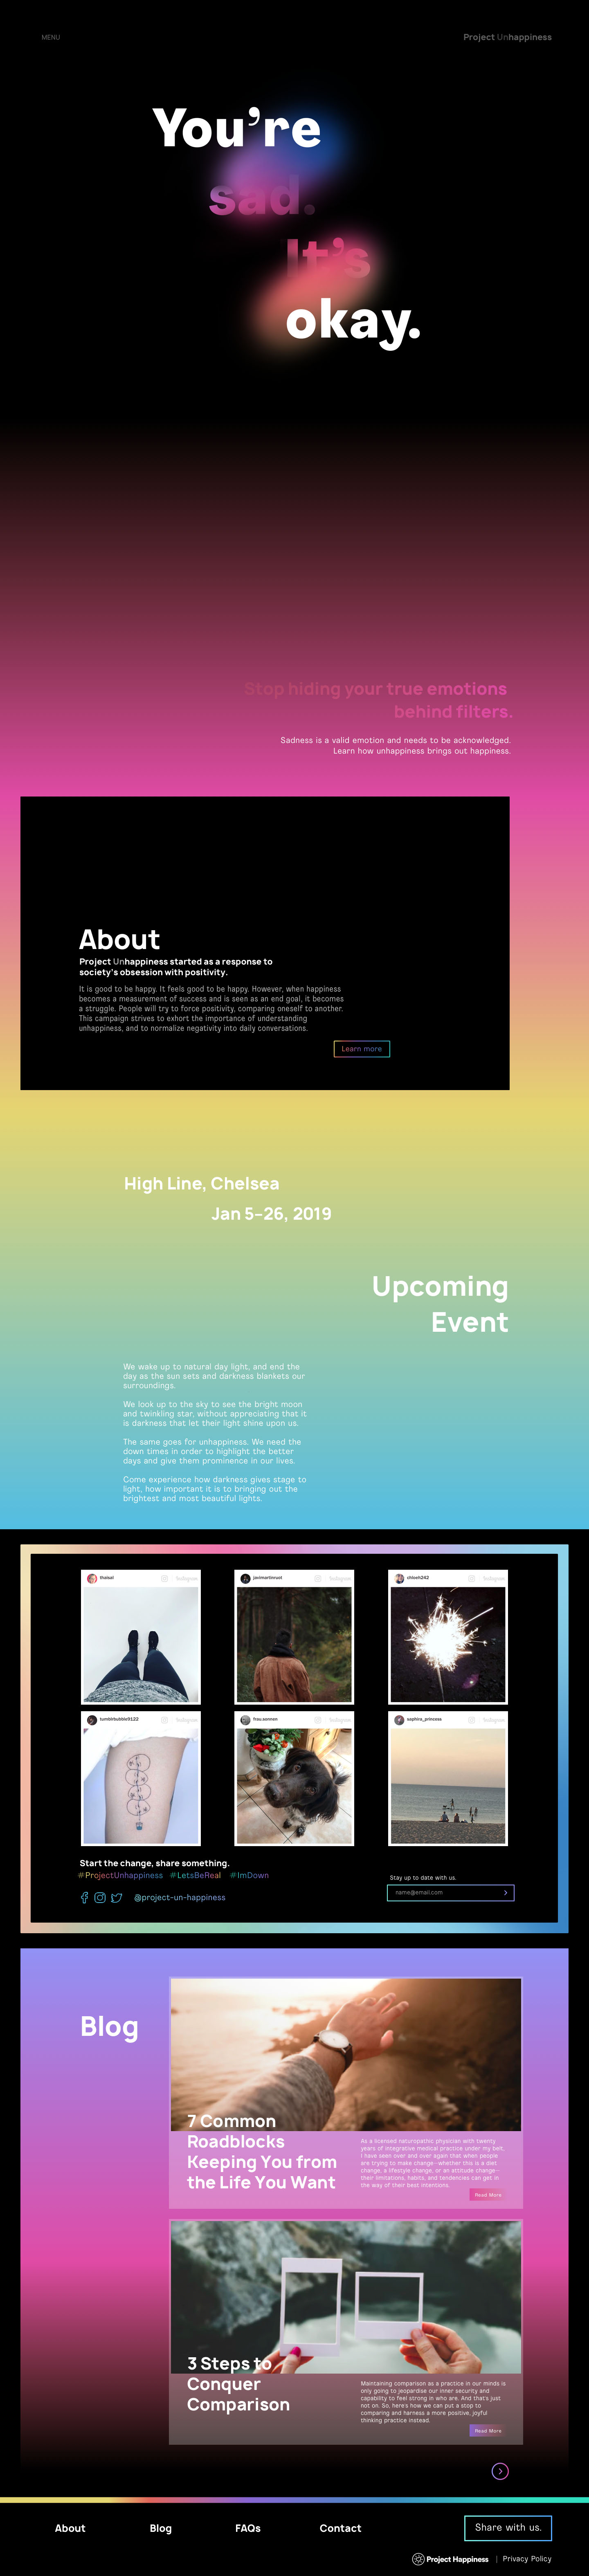 MENU
Project Unhappiness
You're
sad.
It's
okay.
Stop hiding your true emotions
behind filters.
Sadness is a valid emotion and needs to be acknowledged.
Learn how unhappiness brings out happiness.
About
Project Unhappiness started as a response to
society's obsession with positivity.
It is good to be happy. It feels good to be happy. However, when happiness
becomes a measurement of success and is seen as an end goal, it becomes
a struggle. People will try to force positivity, comparing oneself to another.
This campaign strives to exhort the importance of understanding
unhappiness, and to normalize negativity into daily conversations.
Learn more
High Line, Chelsea
Jan 5–26, 2019
Upcoming
Event
We wake up to natural day light, and end the
day as the sun sets and darkness blankets our
surroundings.
We look up to the sky to see the bright moon
and twinkling star, without appreciating that it
is darkness that let their light shine upon us.
The same goes for unhappiness. We need the
down times in order to highlight the better
days and give them prominence in our lives.
Come experience how darkness gives stage to
light, how important it is to bringing out the
brightest and most beautiful lights.
Instagram
javimartinruot
Instagram
chloeh242
Instagram
tumblrbubble3122
Instagram
frau.sonnen
Instagram
saphira_princess
Instagram
Start the change, share something.
#ProjectUnhappiness #LetsBeReal #ImDown
@project-un-happiness
Stay up to date with us.
name@email.com
Blog
7 Common
Roadblocks
Keeping You from
the Life You Want
As a licensed naturopathic physician with twenty
years of integrative medical practice under my belt,
I have seen over and over again that when people
are trying to make change--whether this is a diet
change, a lifestyle change, or an attitude change--
their limitations, habits, and tendencies can get in
the way of their best intentions.
Read More
3 Steps to
Conquer
Comparison
Maintaining comparison as a practice in our minds is
only going to jeopardise our inner security and
capability to feel strong in who are. And that's just
not on. So, here's how we can put a stop to
comparing and harness a more positive, joyful
thinking practice instead.
Read More
About
Blog
FAQs
Contact
Share with us.
Project Happiness | Privacy Policy